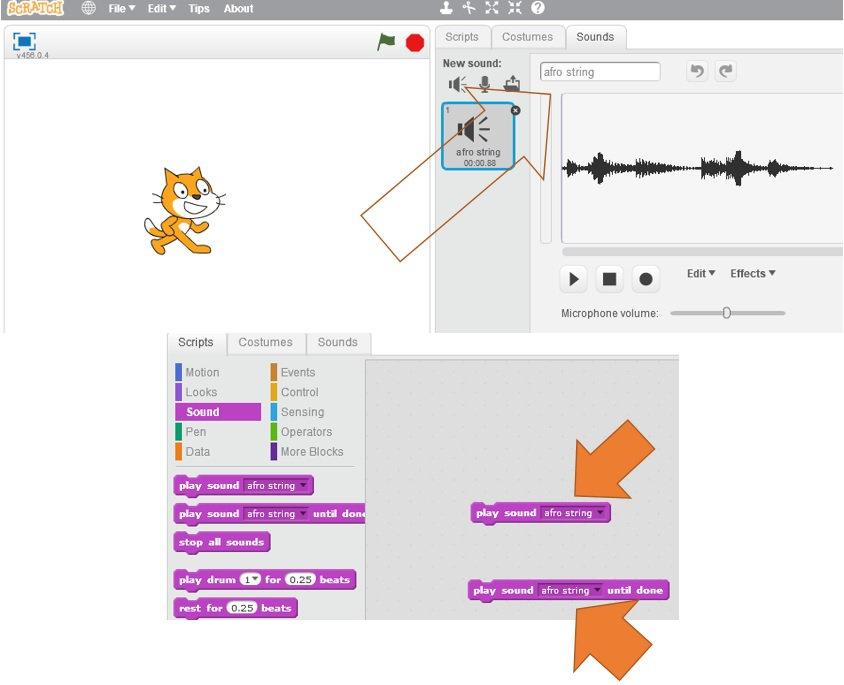 SCRATCH File Edit Tips About
v456.0.4
Scripts Costumes Sounds
New sound:
afro string
1
afro string
00:00.88
Edit Effects
Microphone volume:
Scripts Costumes Sounds
Motion Events
Looks Control
Sound Sensing
Pen Operators
Data More Blocks
play sound afro string
play sound afro string until done
stop all sounds
play drum 1 for 0.25 beats
rest for 0.25 beats
play sound afro string
play sound afro string until done